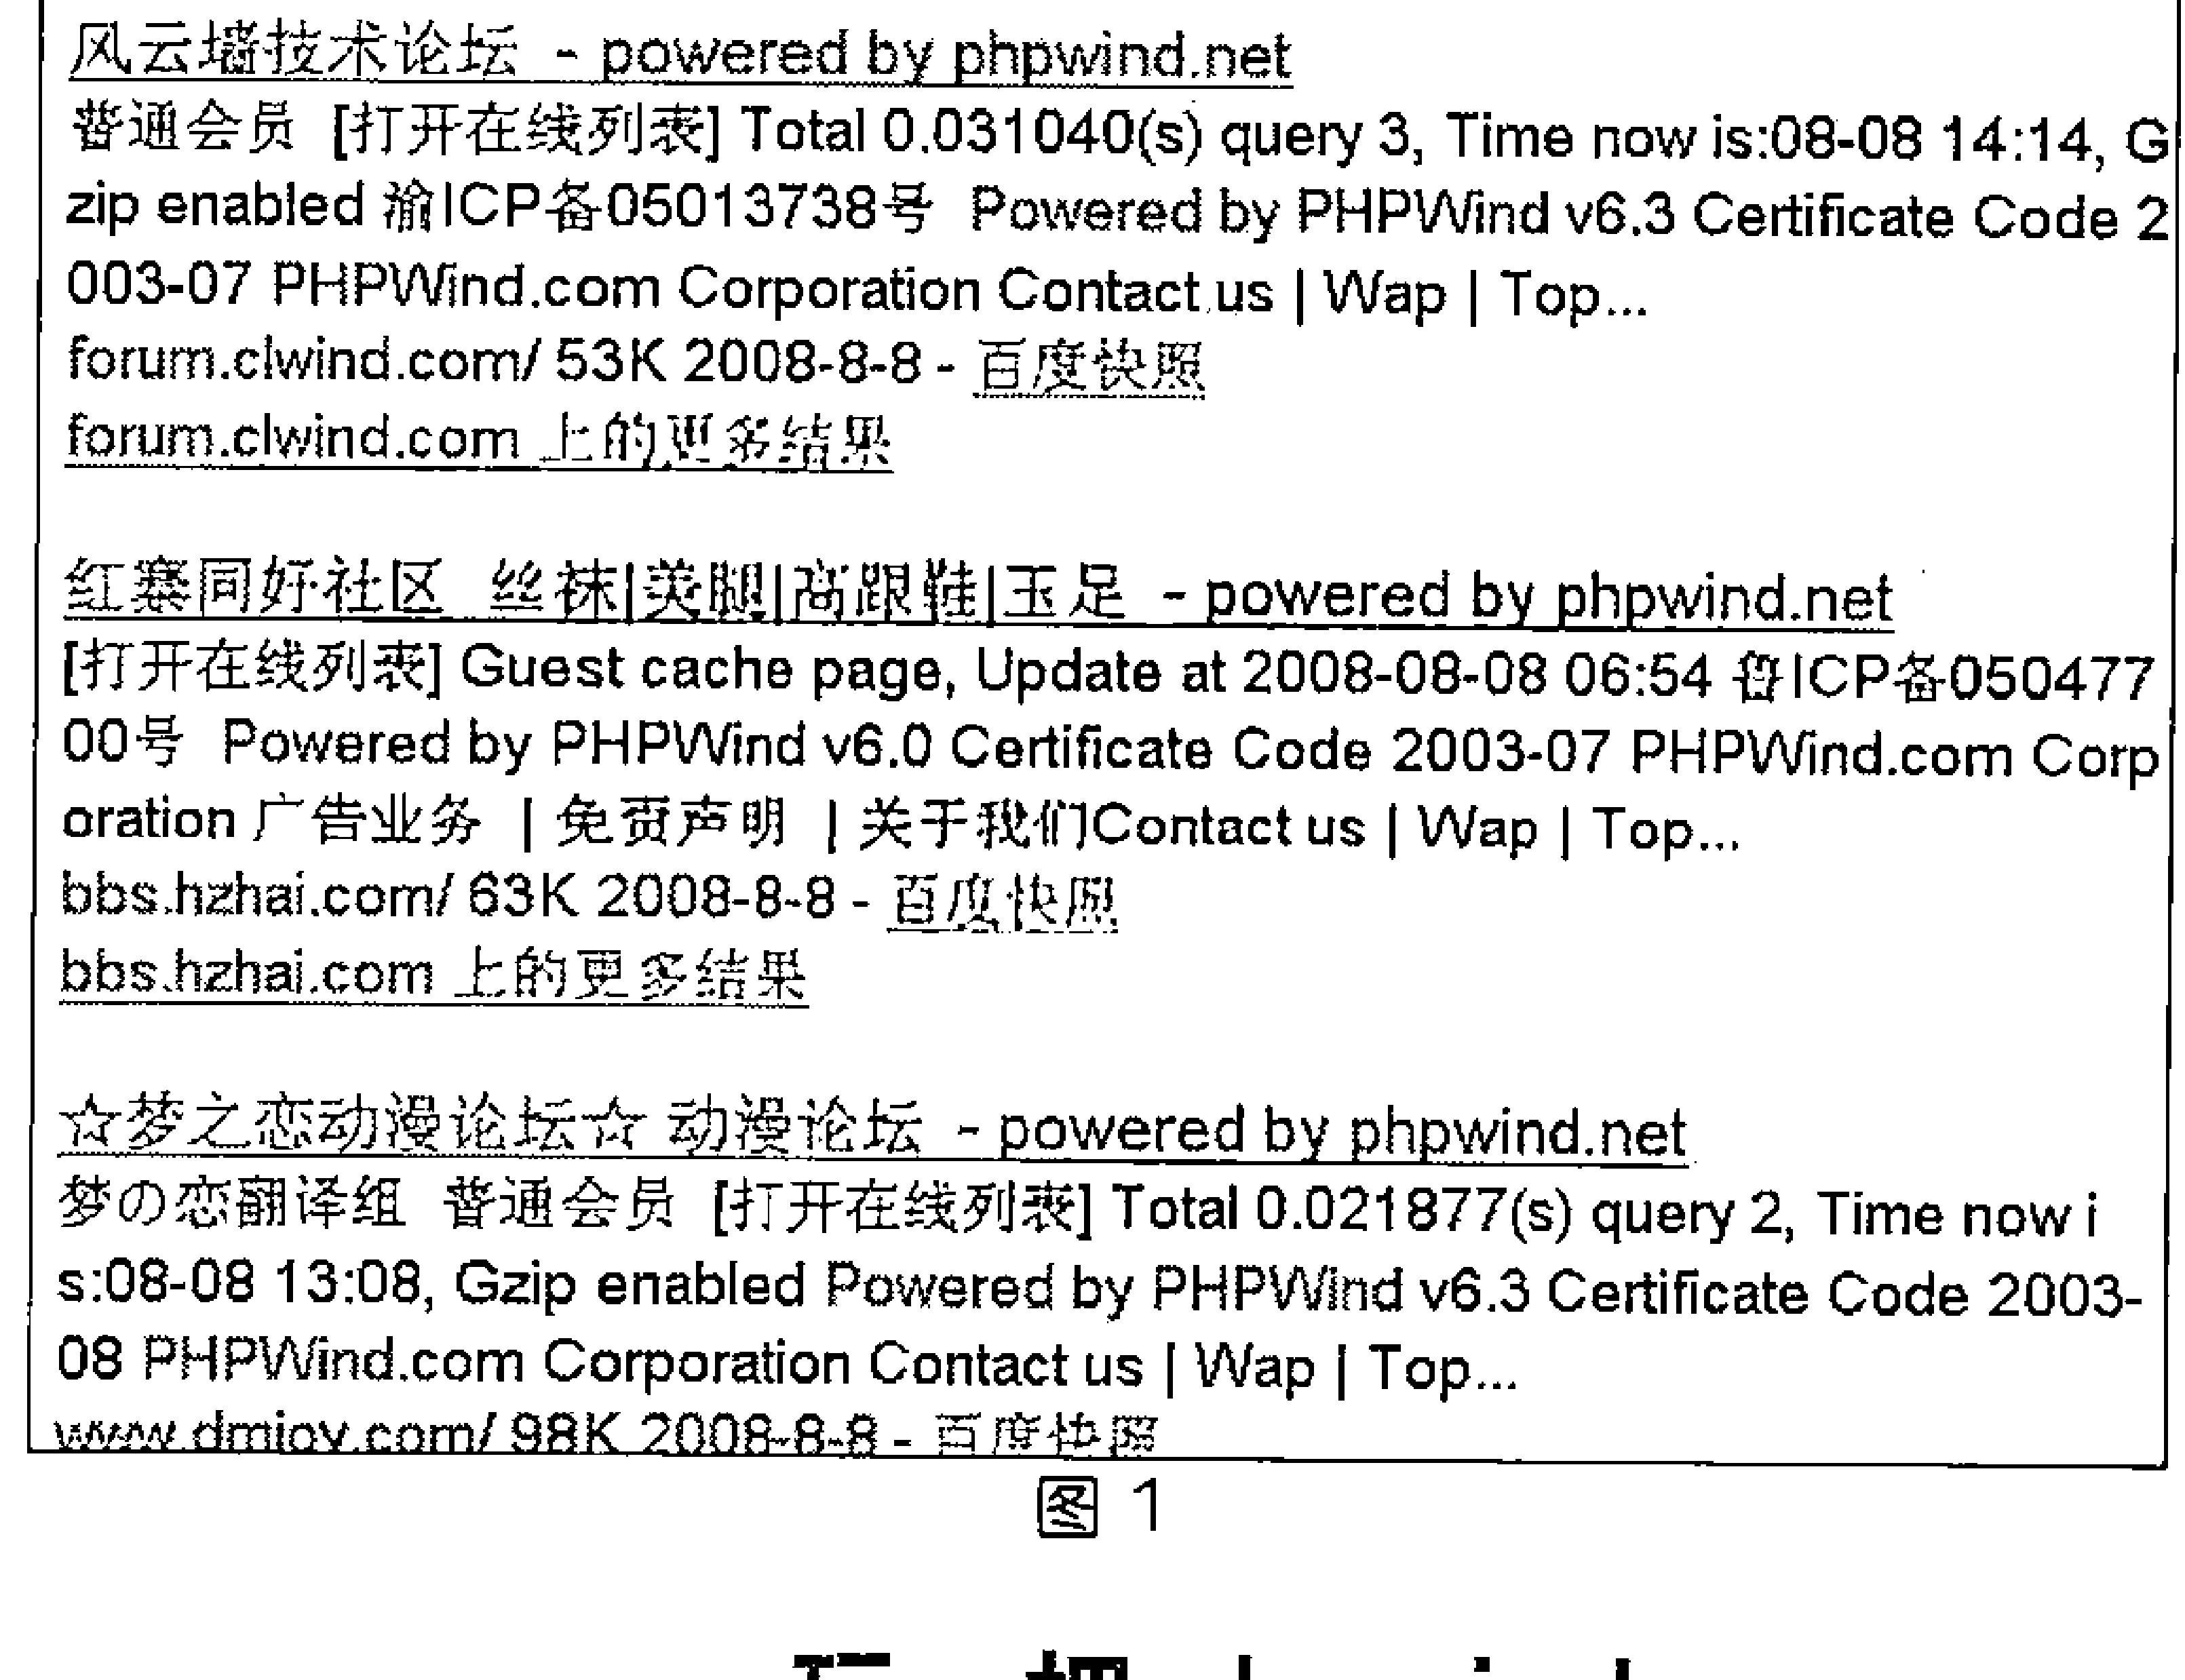 风云墙技术论坛 - powered by phpwind.net
普通会员 [打开在线列表] Total 0.031040(s) query 3, Time now is:08-08 14:14, G
zip enabled 渝ICP备05013738号 Powered by PHPWind v6.3 Certificate Code 2
003-07 PHPWind.com Corporation Contact us | Wap | Top...
forum.clwind.com/ 53K 2008-8-8 - 百度快照
forum.clwind.com 上的更多结果
红寨同好社区 丝袜|美腿|高跟鞋|玉足 - powered by phpwind.net
[打开在线列表] Guest cache page, Update at 2008-08-08 06:54 鲁ICP备050477
00号 Powered by PHPWind v6.0 Certificate Code 2003-07 PHPWind.com Corp
oration 广告业务 | 免责声明 | 关于我们Contact us | Wap | Top...
bbs.hzhai.com/ 63K 2008-8-8 - 百度快照
bbs.hzhai.com 上的更多结果
☆梦之恋动漫论坛☆ 动漫论坛 - powered by phpwind.net
梦の恋翻译组 普通会员 [打开在线列表] Total 0.021877(s) query 2, Time now i
s:08-08 13:08, Gzip enabled Powered by PHPWind v6.3 Certificate Code 2003-
08 PHPWind.com Corporation Contact us | Wap | Top...
www.dmjoy.com/ 98K 2008-8-8 - 百度快照
图 1